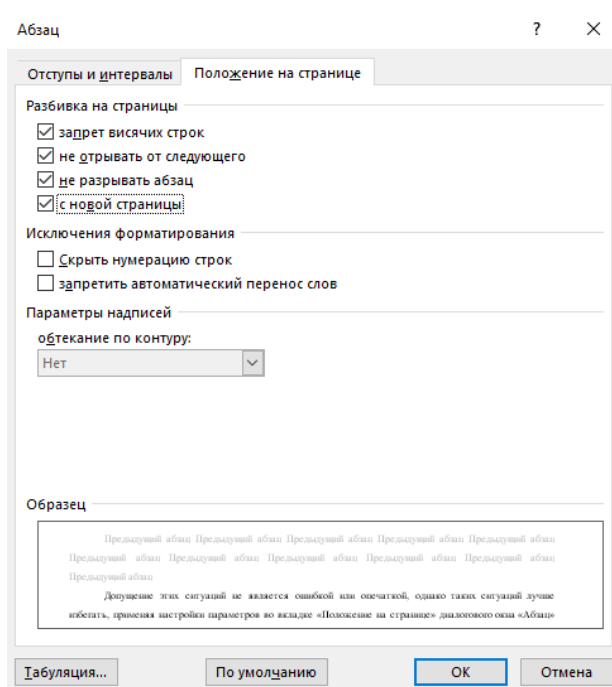 Абзац ?
Отступы и интервалы Положение на странице
Разбивка на страницы
запрет висячих строк
не отрывать от следующего
не разрывать абзац
с новой страницы
Исключения форматирования
Скрыть нумерацию строк
запретить автоматический перенос слов
Параметры надписей
обтекание по контуру:
Нет
Образец
Предыдущий абзац Предыдущий абзац Предыдущий абзац Предыдущий абзац Предыдущий абзац
Предыдущий абзац Предыдущий абзац Предыдущий абзац Предыдущий абзац Предыдущий абзац
Предыдущий абзац
Допущение этих ситуаций не является ошибкой или опечаткой, однако таких ситуаций лучше
избегать, применяя настройки параметров во вкладке «Положение на странице» диалогового окна «Абзац»
Табуляция... По умолчанию ОК Отмена